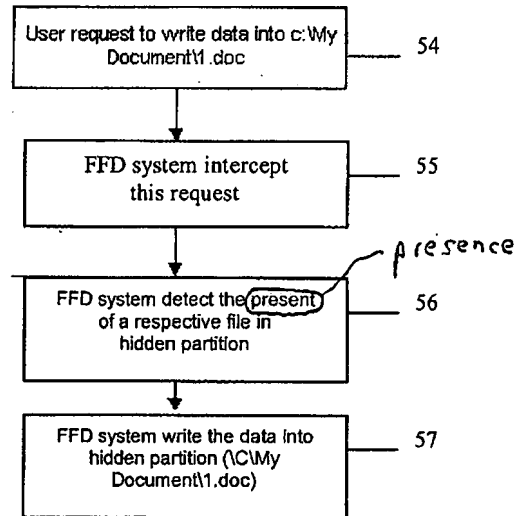 User request to write data into c:\My
Document\1.doc
54
FFD system intercept
this request
55
presence
FFD system detect the present
of a respective file in
hidden partition
56
FFD system write the data into
hidden partition (\C\My
Document\1.doc)
57